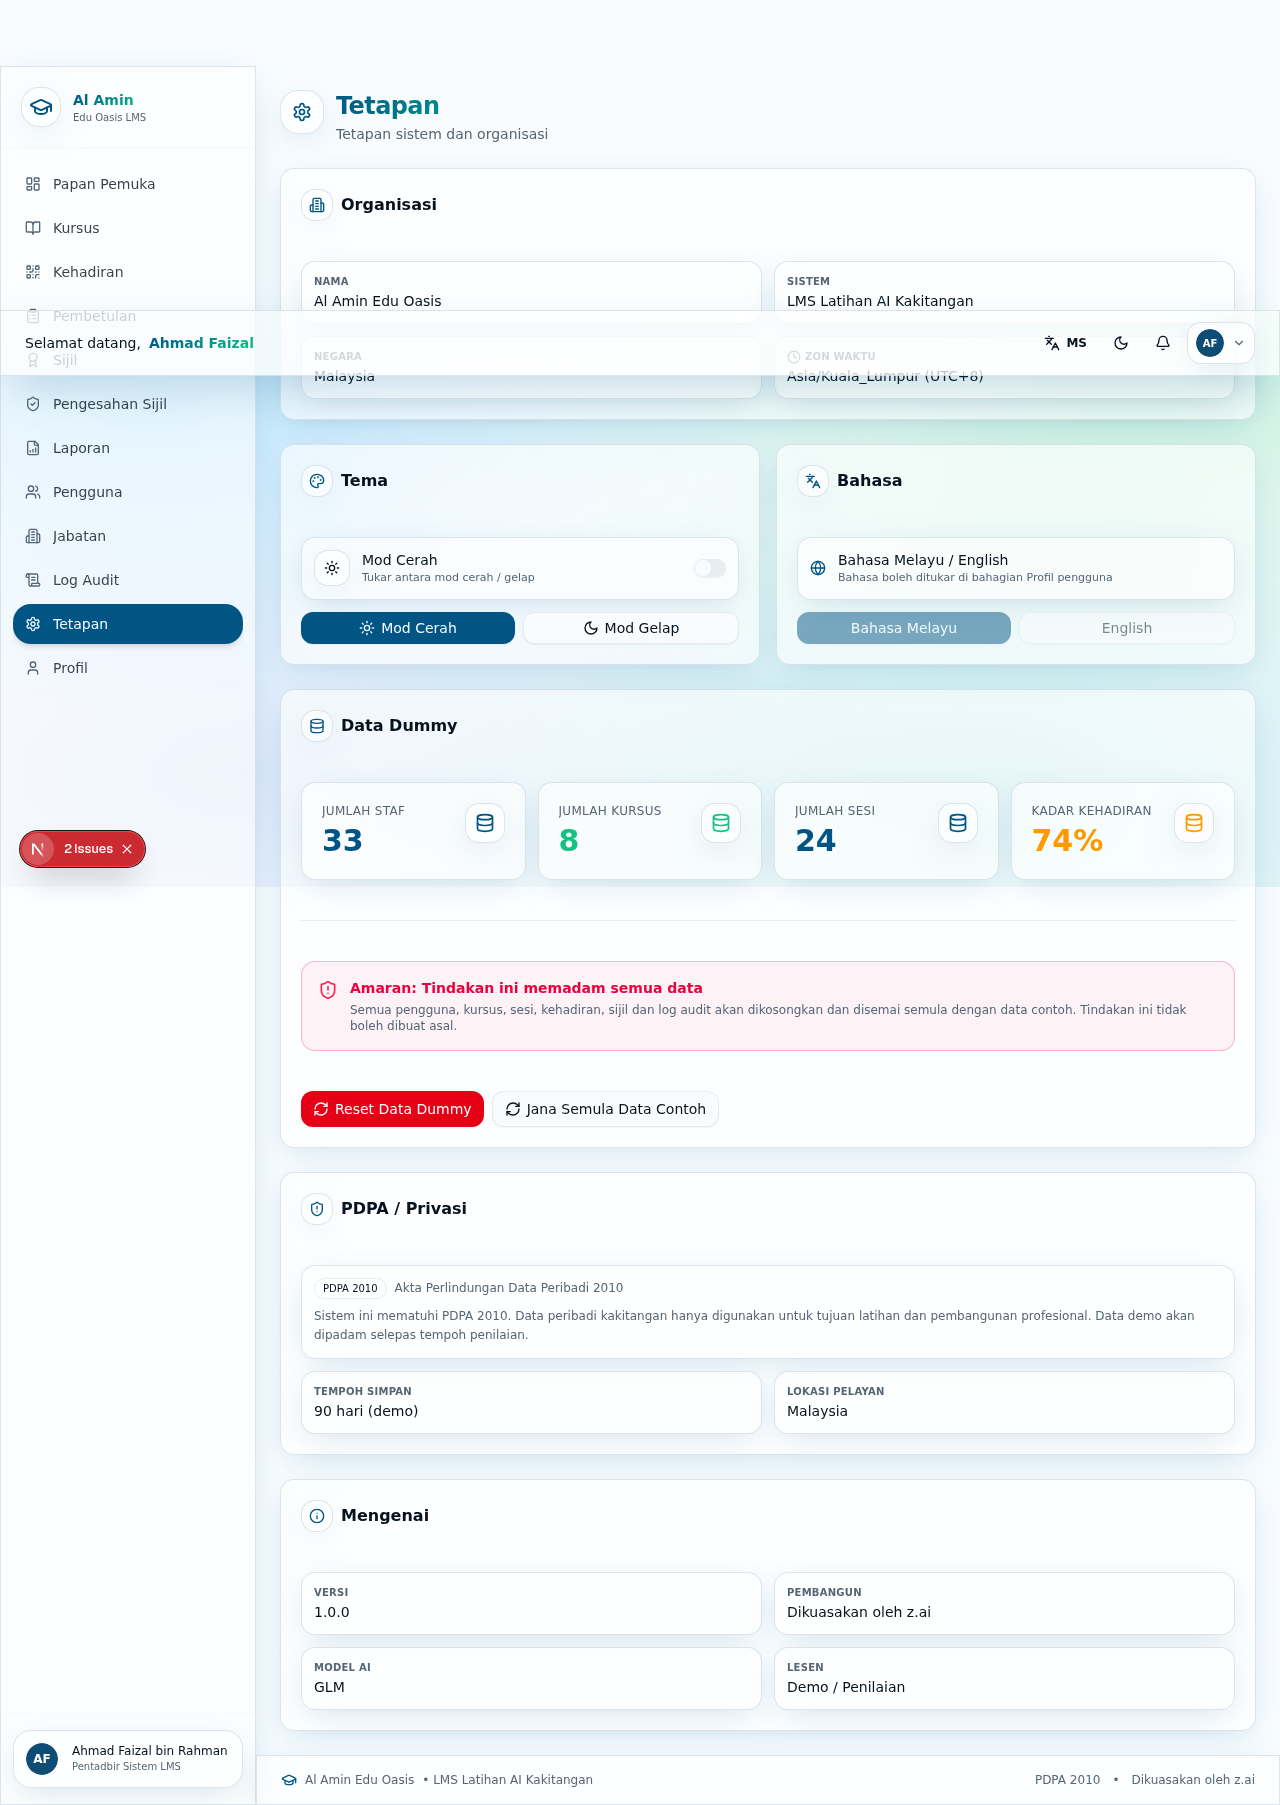 Al Amin
Edu Oasis LMS
Papan Pemuka
Kursus
Kehadiran
Pembetulan
Sijil
Pengesahan Sijil
Laporan
Pengguna
Jabatan
Log Audit
Tetapan
Profil
2 Issues
Ahmad Faizal bin Rahman
AF
Pentadbir Sistem LMS
Selamat datang, Ahmad Faizal
MS
AF
Tetapan
Tetapan sistem dan organisasi
Organisasi
NAMA
Al Amin Edu Oasis
SISTEM
LMS Latihan AI Kakitangan
NEGARA
Malaysia
ZON WAKTU
Asia/Kuala_Lumpur (UTC+8)
Tema
Mod Cerah
Tukar antara mod cerah / gelap
Mod Cerah
Mod Gelap
Bahasa
Bahasa Melayu / English
Bahasa boleh ditukar di bahagian Profil pengguna
Bahasa Melayu
English
Data Dummy
JUMLAH STAF
33
JUMLAH KURSUS
8
JUMLAH SESI
24
KADAR KEHADIRAN
74%
Amaran: Tindakan ini memadam semua data
Semua pengguna, kursus, sesi, kehadiran, sijil dan log audit akan dikosongkan dan disemai semula dengan data contoh. Tindakan ini tidak
boleh dibuat asal.
Reset Data Dummy
Jana Semula Data Contoh
PDPA / Privasi
PDPA 2010
Akta Perlindungan Data Peribadi 2010
Sistem ini mematuhi PDPA 2010. Data peribadi kakitangan hanya digunakan untuk tujuan latihan dan pembangunan profesional. Data demo akan
dipadam selepas tempoh penilaian.
TEMPOH SIMPAN
90 hari (demo)
LOKASI PELAYAN
Malaysia
Mengenai
VERSI
1.0.0
PEMBANGUN
Dikuasakan oleh z.ai
MODEL AI
GLM
LESEN
Demo / Penilaian
Al Amin Edu Oasis • LMS Latihan AI Kakitangan
PDPA 2010 • Dikuasakan oleh z.ai